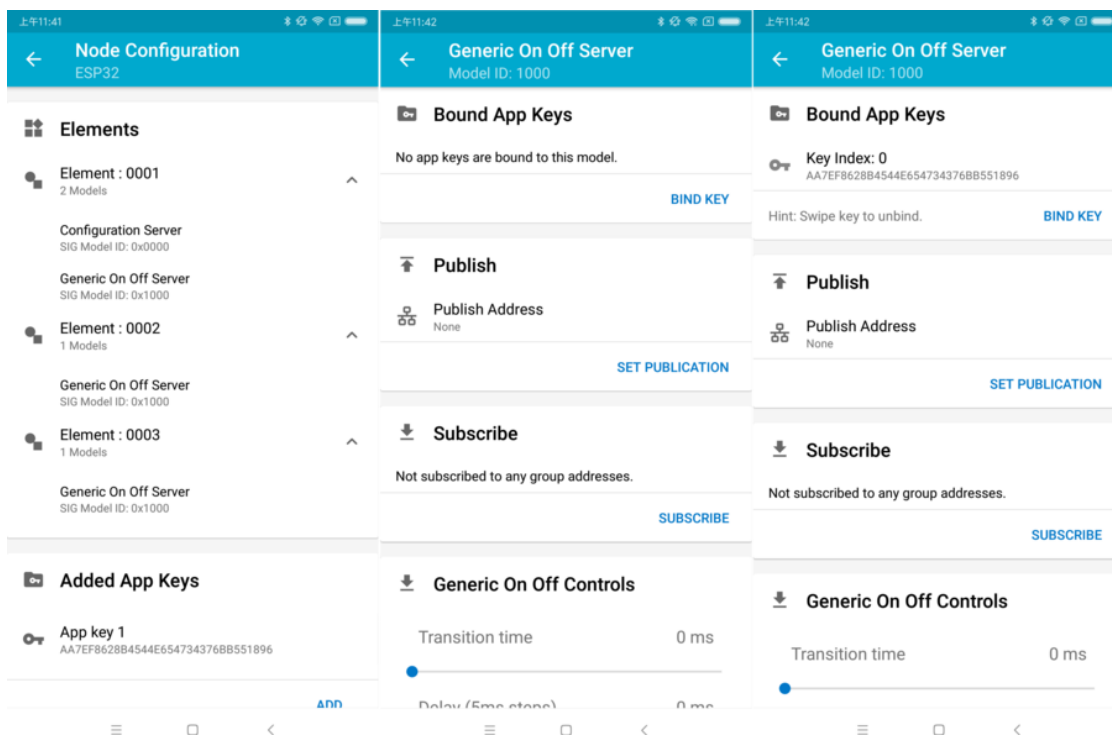 上午11:41
Node Configuration
ESP32
Elements
Element : 0001
2 Models
Configuration Server
SIG Model ID: 0x0000
Generic On Off Server
SIG Model ID: 0x1000
Element : 0002
1 Models
Generic On Off Server
SIG Model ID: 0x1000
Element : 0003
1 Models
Generic On Off Server
SIG Model ID: 0x1000
Added App Keys
App key 1
AA7EF8628B4544E654734376BB551896
ADD
上午11:42
Generic On Off Server
Model ID: 1000
Bound App Keys
No app keys are bound to this model.
BIND KEY
Publish
Publish Address
None
SET PUBLICATION
Subscribe
Not subscribed to any group addresses.
SUBSCRIBE
Generic On Off Controls
Transition time 0 ms
Delay (5ms steps) 0 ms
上午11:42
Generic On Off Server
Model ID: 1000
Bound App Keys
Key Index: 0
AA7EF8628B4544E654734376BB551896
Hint: Swipe key to unbind. BIND KEY
Publish
Publish Address
None
SET PUBLICATION
Subscribe
Not subscribed to any group addresses.
SUBSCRIBE
Generic On Off Controls
Transition time 0 ms